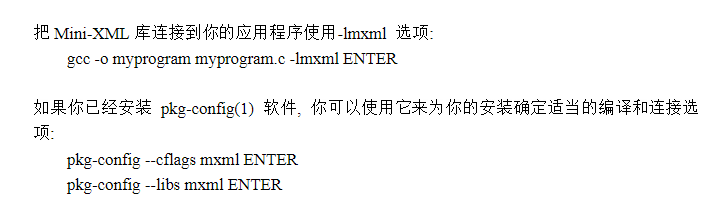 把 Mini-XML 库连接到你的应用程序使用-lmxml 选项:
gcc -o myprogram myprogram.c -lmxml ENTER
如果你已经安装 pkg-config(1) 软件, 你可以使用它来为你的安装确定适当的编译和连接选
项:
pkg-config --cflags mxml ENTER
pkg-config --libs mxml ENTER